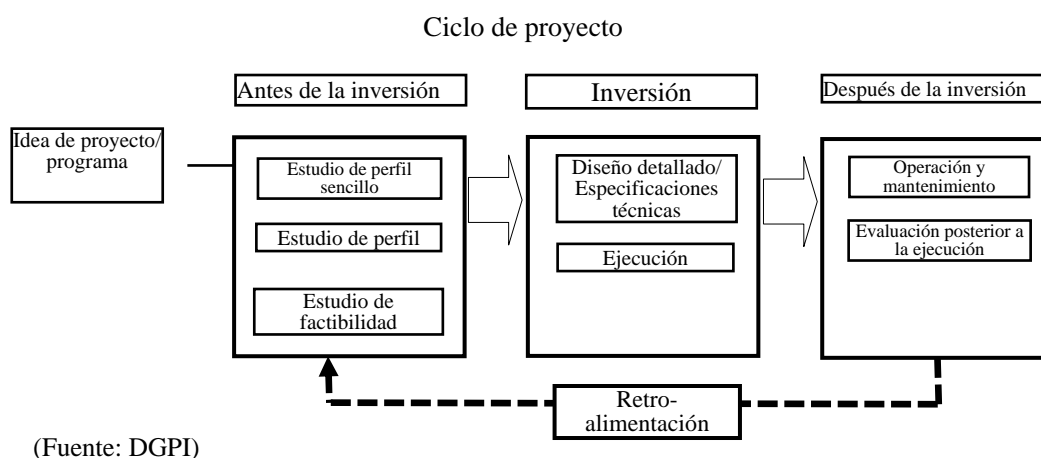 Ciclo de proyecto
Antes de la inversión
Inversión
Después de la inversión
Idea de proyecto/
programa
Estudio de perfil
sencillo
Estudio de perfil
Estudio de
factibilidad
Diseño detallado/
Especificaciones
técnicas
Ejecución
Operación y
mantenimiento
Evaluación posterior a
la ejecución
Retro-
alimentación
(Fuente: DGPI)